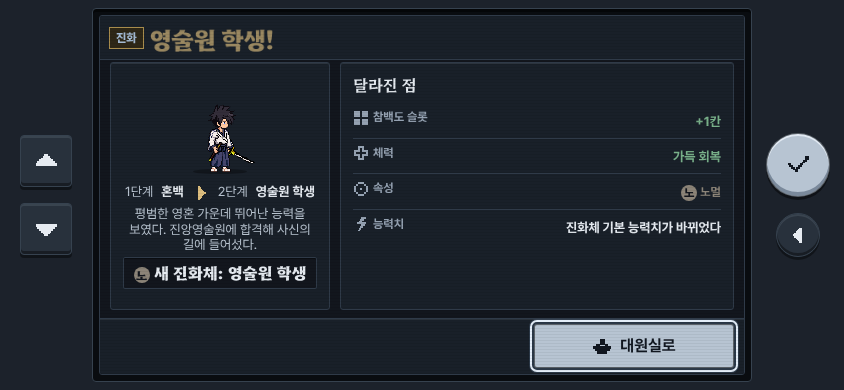 진화 영술원 학생!
1단계 혼백 2단계 영술원 학생
평범한 영혼 가운데 뛰어난 능력을
보였다. 진앙영술원에 합격해 사신의
길에 들어섰다.
노 새 진화체: 영술원 학생
달라진 점
참백도 슬롯 +1칸
체력 가득 회복
속성 노 노멀
능력치 진화체 기본 능력치가 바뀌었다
대원실로